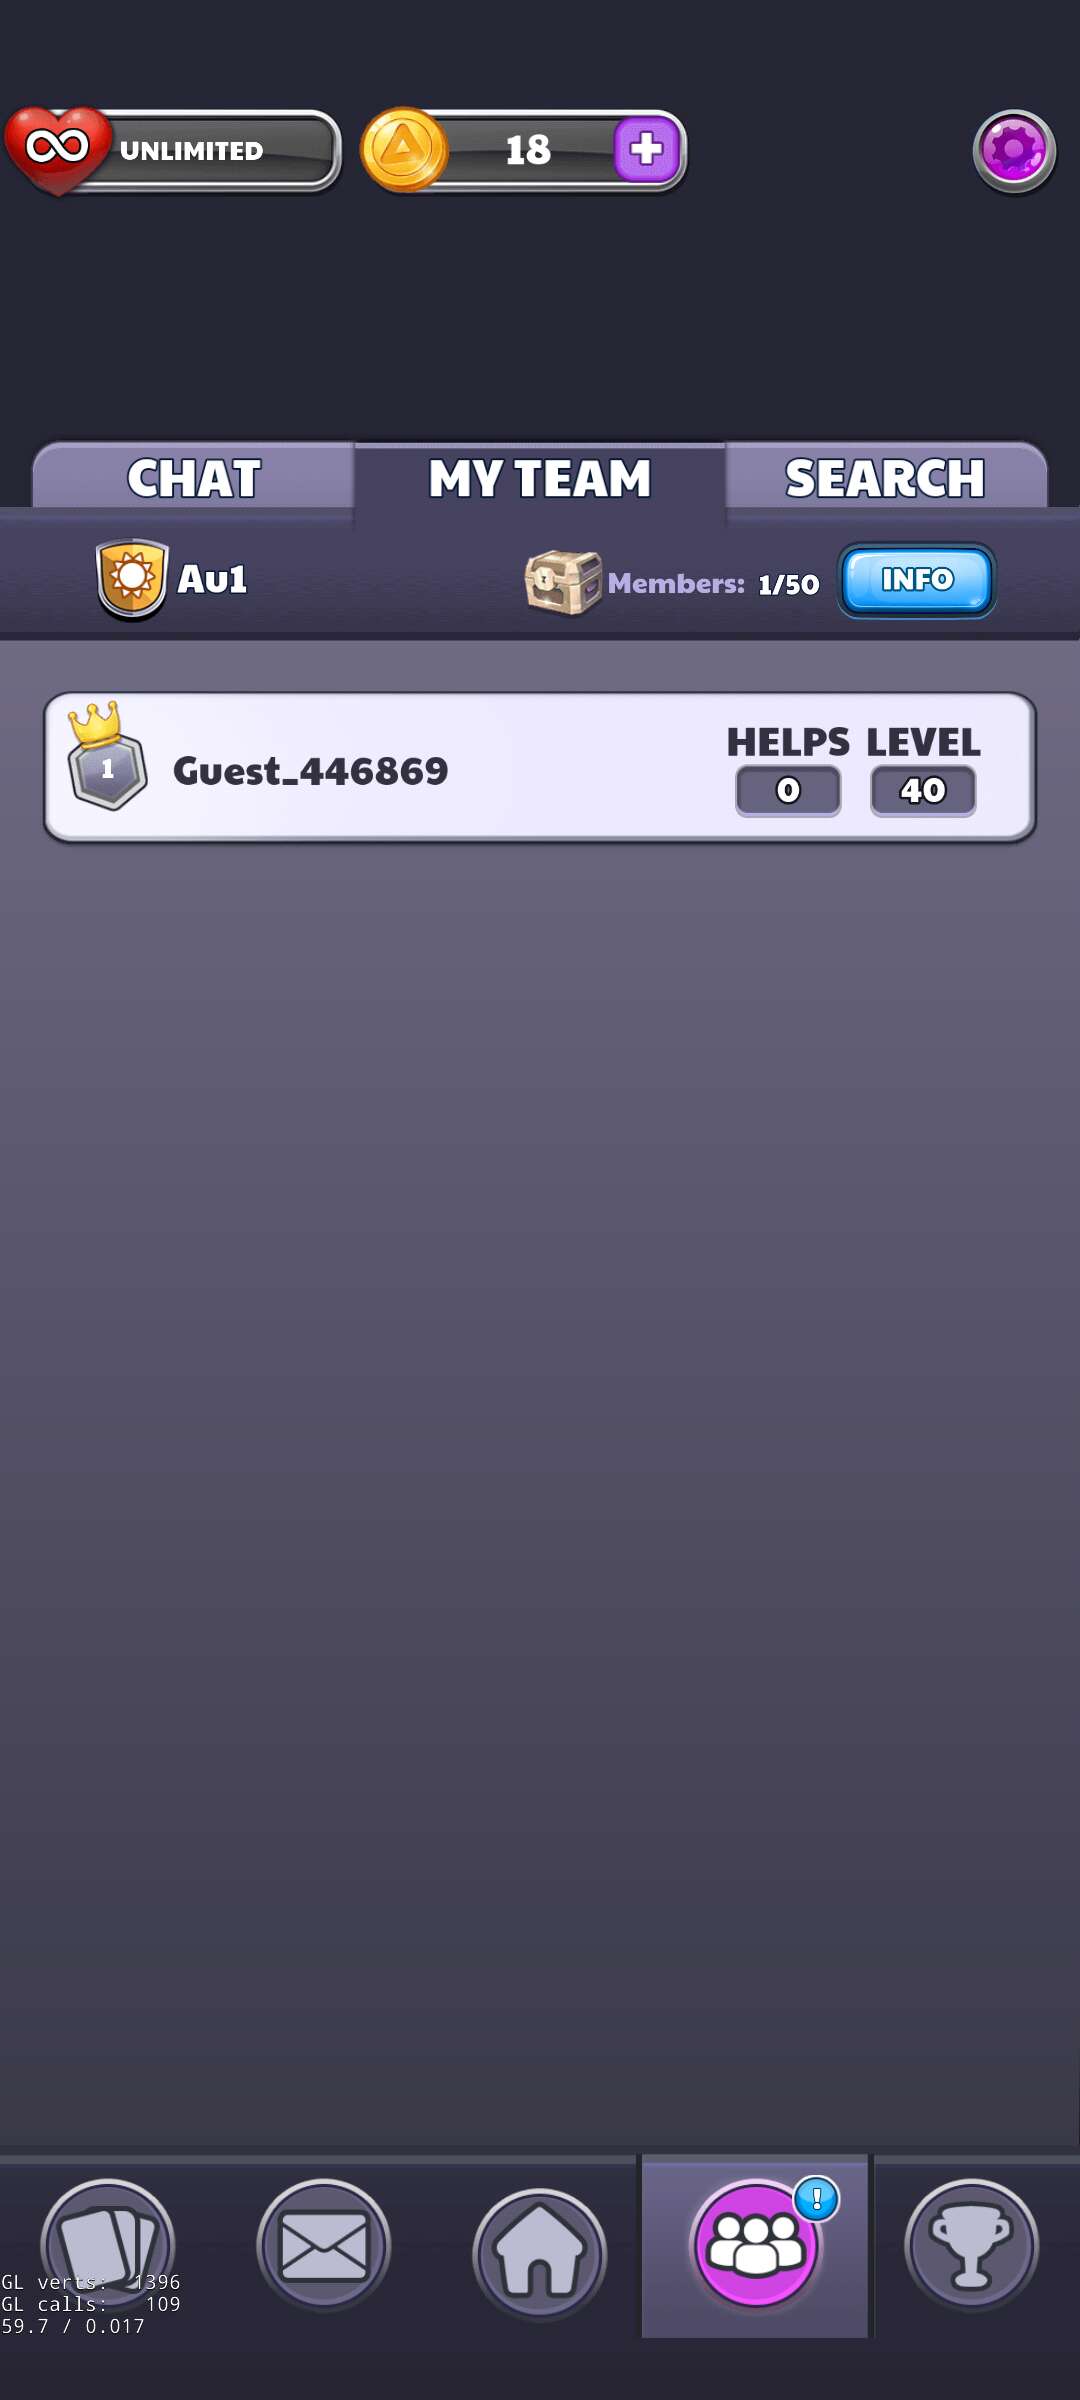 UNLIMITED
18
CHAT
MY TEAM
SEARCH
Au1
Members: 1/50
INFO
1
Guest_446869
HELPS
LEVEL
0
40
!
GL verts: 1396
GL calls: 109
59.7 / 0.017